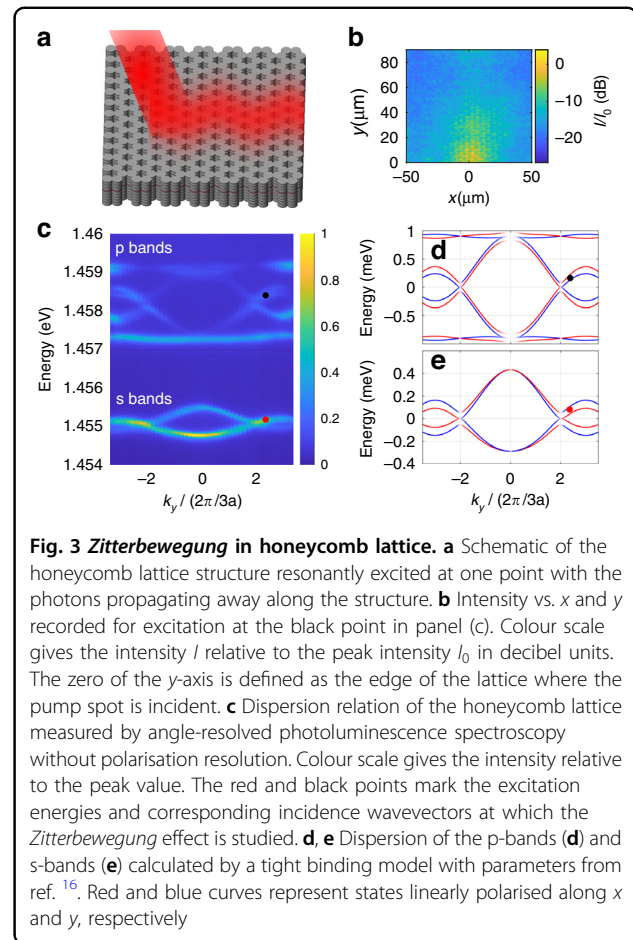 a
b
y(μm)
80
60
40
20
0
-50
0
50
x(μm)
0
-10
-20
I/I0 (dB)
c
1.46
1.459
1.458
1.457
1.455
1.454
Energy (eV)
p bands
s bands
-2
0
2
ky / (2π/3a)
1
0.8
0.6
0.4
0.2
0
d
1
0.5
0
-0.5
Energy (meV)
e
0.4
0.2
0
-0.2
-0.4
Energy (meV)
-2
0
2
ky / (2π/3a)
Fig. 3 Zitterbewegung in honeycomb lattice. a Schematic of the
honeycomb lattice structure resonantly excited at one point with the
photons propagating away along the structure. b Intensity vs. x and y
recorded for excitation at the black point in panel (c). Colour scale
gives the intensity I relative to the peak intensity I0 in decibel units.
The zero of the y-axis is defined as the edge of the lattice where the
pump spot is incident. c Dispersion relation of the honeycomb lattice
measured by angle-resolved photoluminescence spectroscopy
without polarisation resolution. Colour scale gives the intensity relative
to the peak value. The red and black points mark the excitation
energies and corresponding incidence wavevectors at which the
Zitterbewegung effect is studied. d, e Dispersion of the p-bands (d) and
s-bands (e) calculated by a tight binding model with parameters from
ref. 16. Red and blue curves represent states linearly polarised along x
and y, respectively